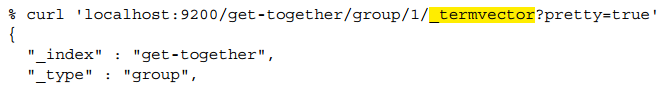 % curl 'localhost:9200/get-together/group/1/_termvector?pretty=true'
{
"_index" : "get-together",
"_type" : "group",